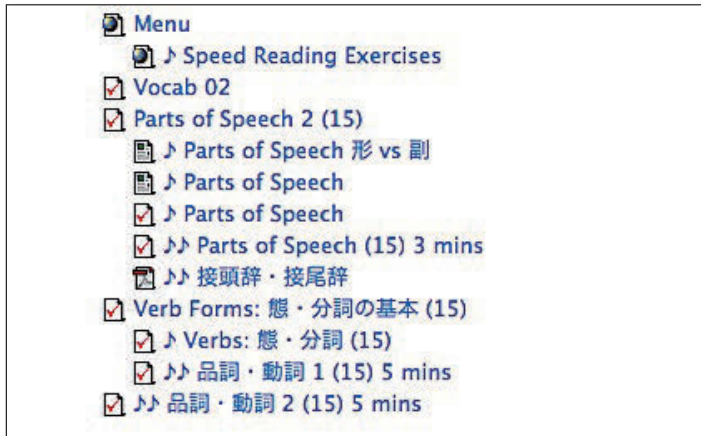 Menu
♪ Speed Reading Exercises
Vocab 02
Parts of Speech 2 (15)
♪ Parts of Speech 形 vs 副
♪ Parts of Speech
♪ Parts of Speech
♪♪ Parts of Speech (15) 3 mins
♪♪ 接頭辞・接尾辞
Verb Forms: 態・分詞の基本 (15)
♪ Verbs: 態・分詞 (15)
♪♪ 品詞・動詞 1 (15) 5 mins
♪♪ 品詞・動詞 2 (15) 5 mins